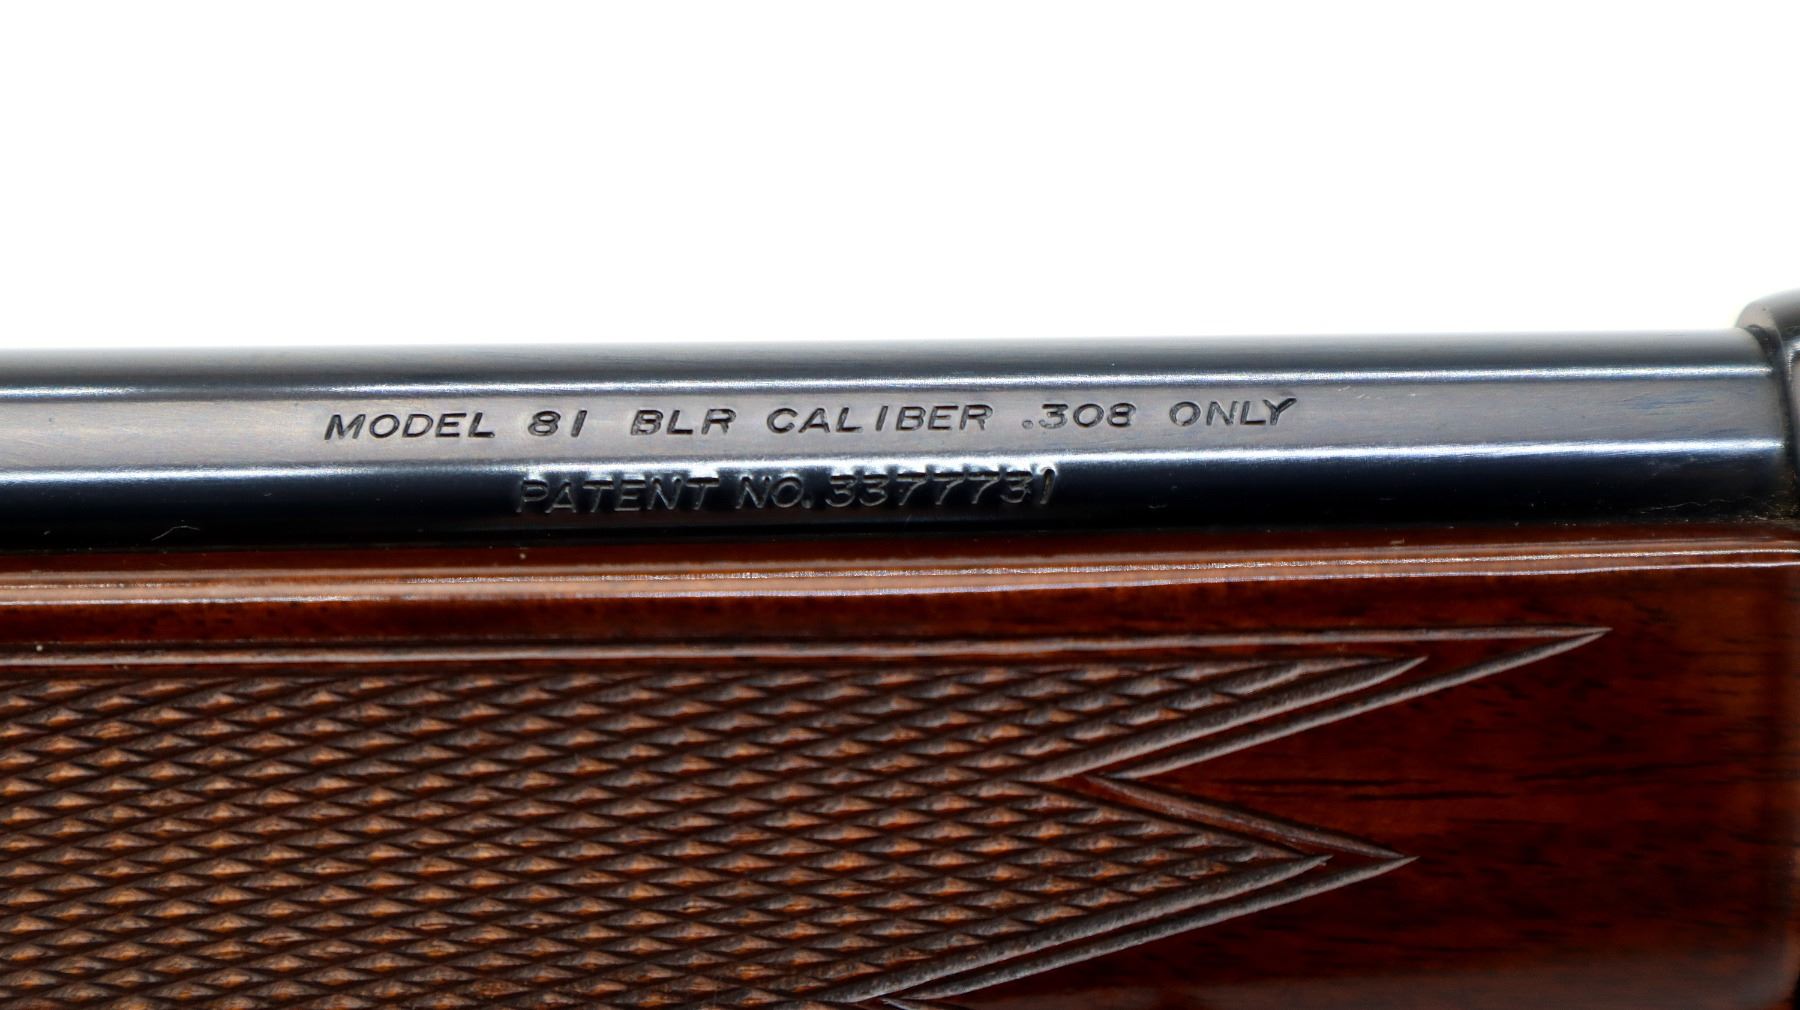 MODEL 81 BLR CALIBER .308 ONLY
PATENT NO. 3377731